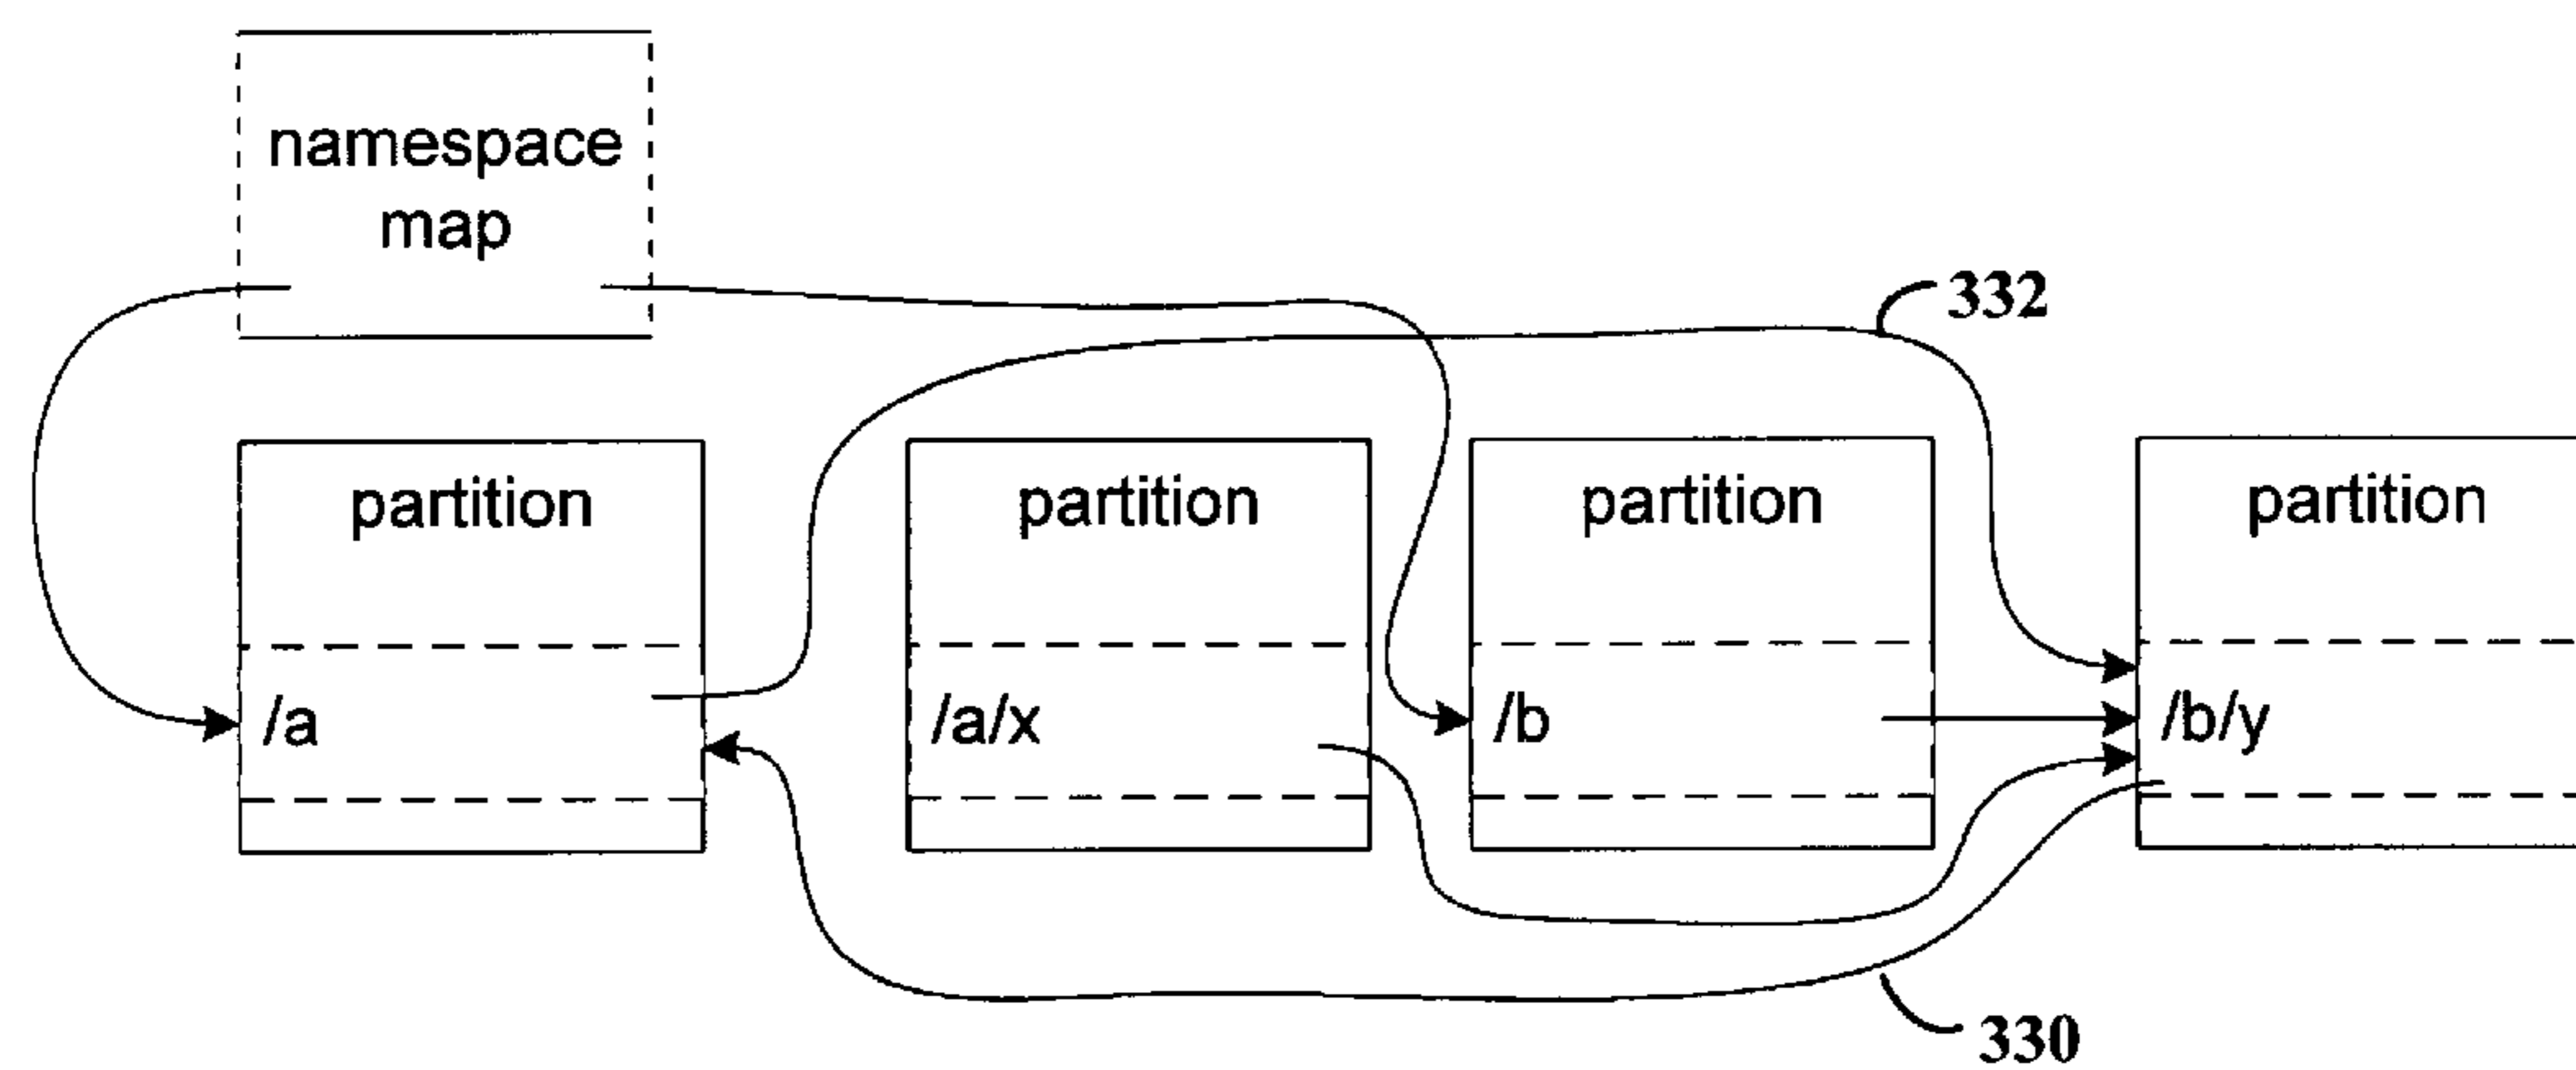 namespace
map
332
partition
partition
partition
partition
/a
/a/x
/b
/b/y
330